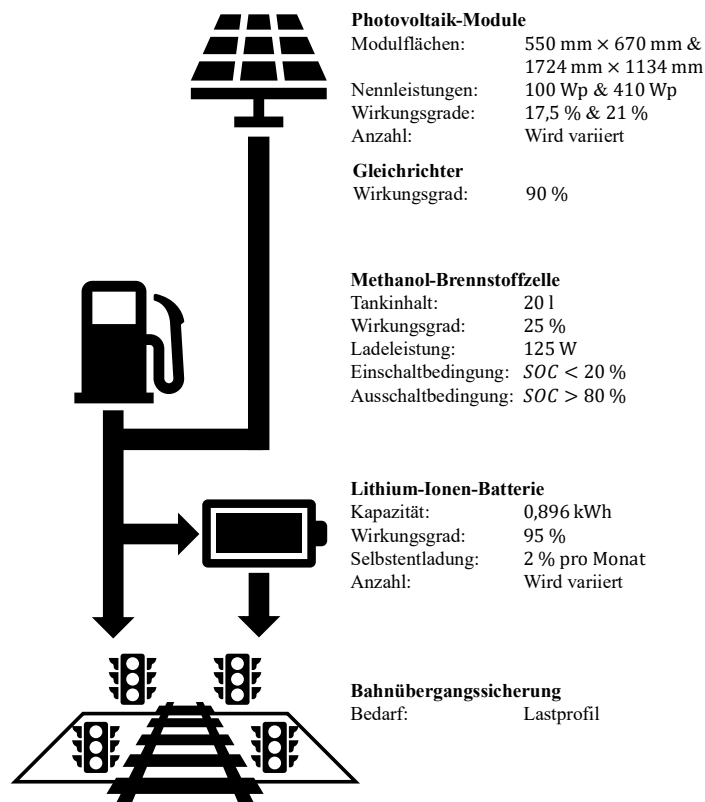 Photovoltaik-Module
Modulflächen: 550 mm × 670 mm &
1724 mm × 1134 mm
Nennleistungen: 100 Wp & 410 Wp
Wirkungsgrade: 17,5 % & 21 %
Anzahl: Wird variiert
Gleichrichter
Wirkungsgrad: 90 %
Methanol-Brennstoffzelle
Tankinhalt: 20 l
Wirkungsgrad: 25 %
Ladeleistung: 125 W
Einschaltbedingung: SOC < 20 %
Ausschaltbedingung: SOC > 80 %
Lithium-Ionen-Batterie
Kapazität: 0,896 kWh
Wirkungsgrad: 95 %
Selbstentladung: 2 % pro Monat
Anzahl: Wird variiert
Bahnübergangssicherung
Bedarf: Lastprofil